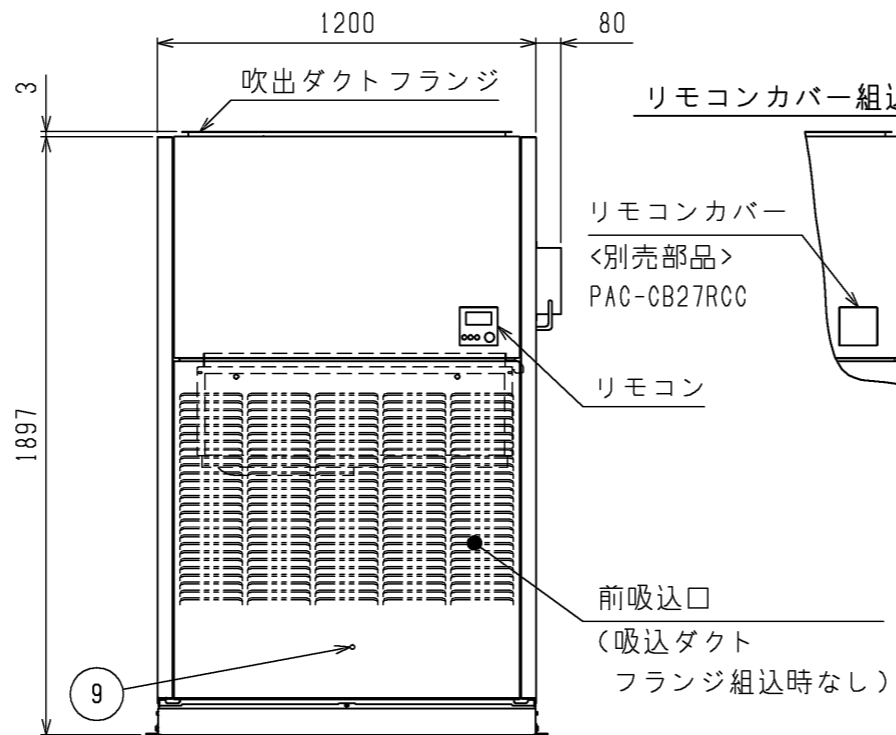 1200
80
3
吹出ダクトフランジ
リモコンカバー組込
リモコンカバー
<別売部品>
PAC-CB27RCC
リモコン
1897
前吸込口
(吸込ダクト
フランジ組込時なし)
9